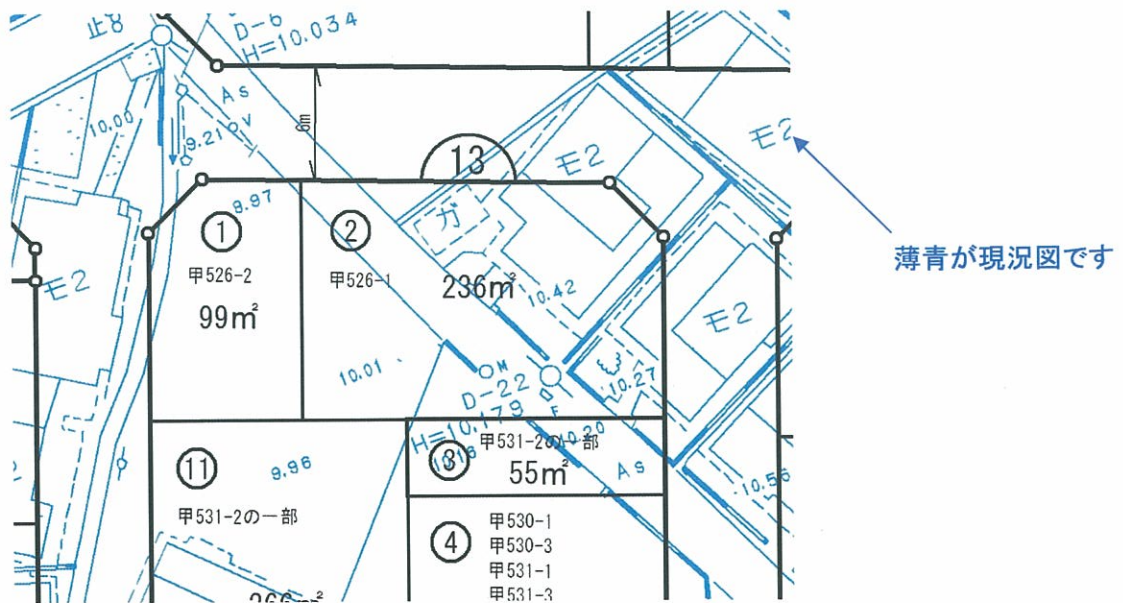 止8
D-6
H=10.034
As
10.00
9.21
V
6m
13
モ2
モ2
9.97
①
②
ガ
甲526-2
甲526-1
236㎡
99㎡
10.42
薄青が現況図です
モ2
モ2
10.01
M
D-22
10.27
H=10.179
F
甲531-2の一部
10.20
③
55㎡
As
⑪
9.96
10.56
甲531-2の一部
④
甲530-1
甲530-3
甲531-1
甲531-3